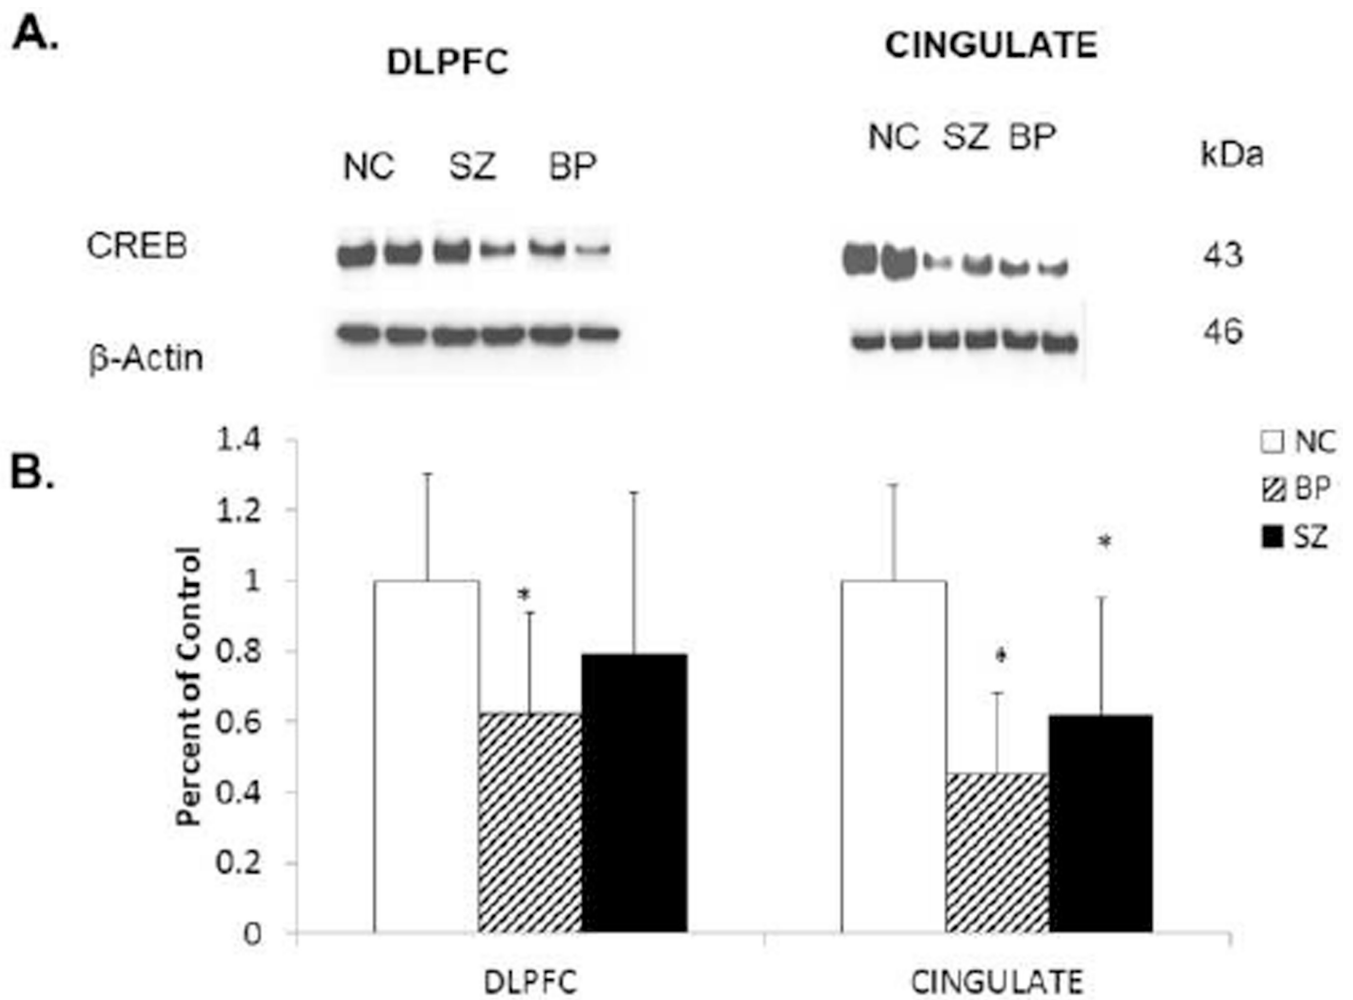 A.
DLPFC
CINGULATE
NC SZ BP
NC SZ BP
kDa
CREB
43
β-Actin
46
B.
1.4
1.2
1
0.8
0.6
0.4
0.2
0
Percent of Control
*
*
*
NC
BP
SZ
DLPFC
CINGULATE